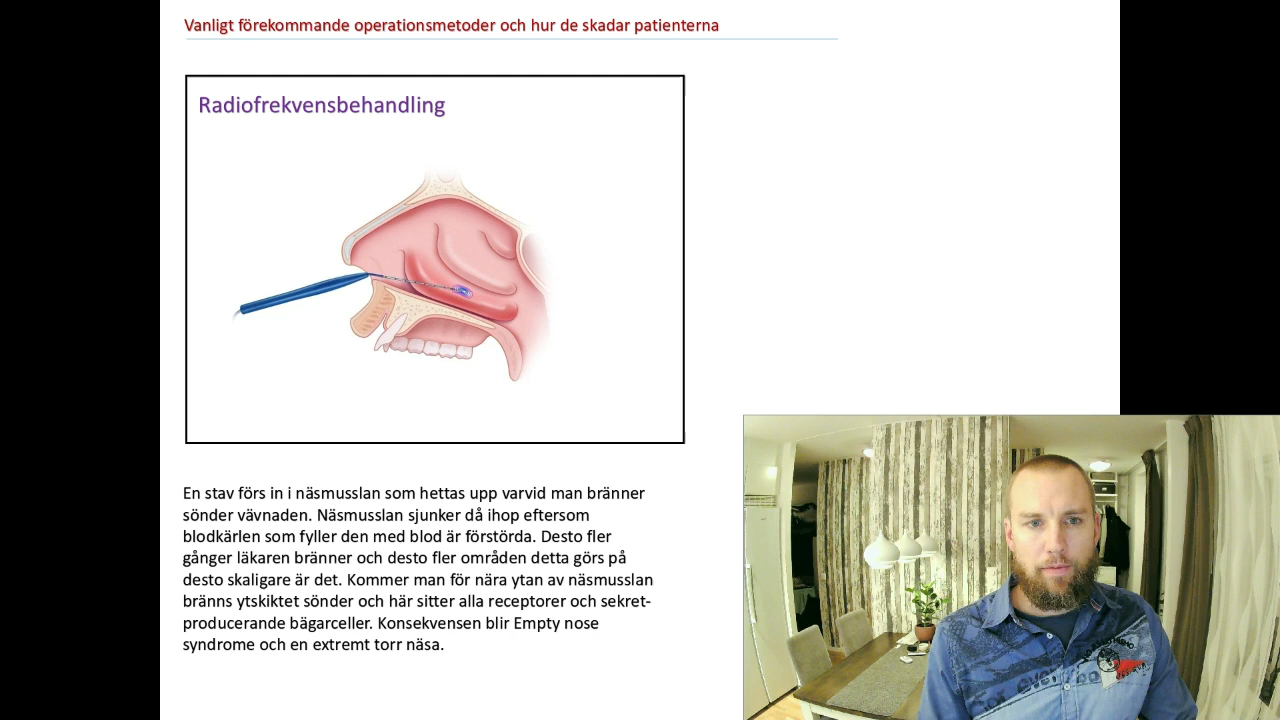 Vanligt förekommande operationsmetoder och hur de skadar patienterna
Radiofrekvensbehandling
En stav förs in i näsmusslan som hettas upp varvid man bränner
sönder vävnaden. Näsmusslan sjunker då ihop eftersom
blodkärlen som fyller den med blod är förstörda. Desto fler
gånger läkaren bränner och desto fler områden detta görs på
desto skaligare är det. Kommer man för nära ytan av näsmusslan
bränns ytskiktet sönder och här sitter alla receptorer och sekret-
producerande bägarceller. Konsekvensen blir Empty nose
syndrome och en extremt torr näsa.